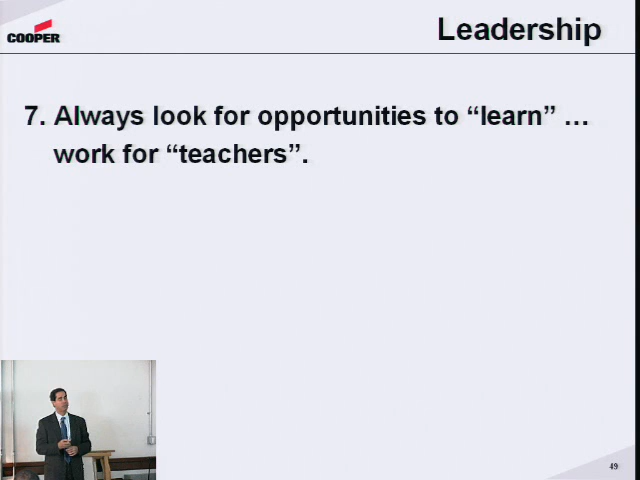 COOPER
Leadership
7. Always look for opportunities to “learn” …
work for “teachers”.
49